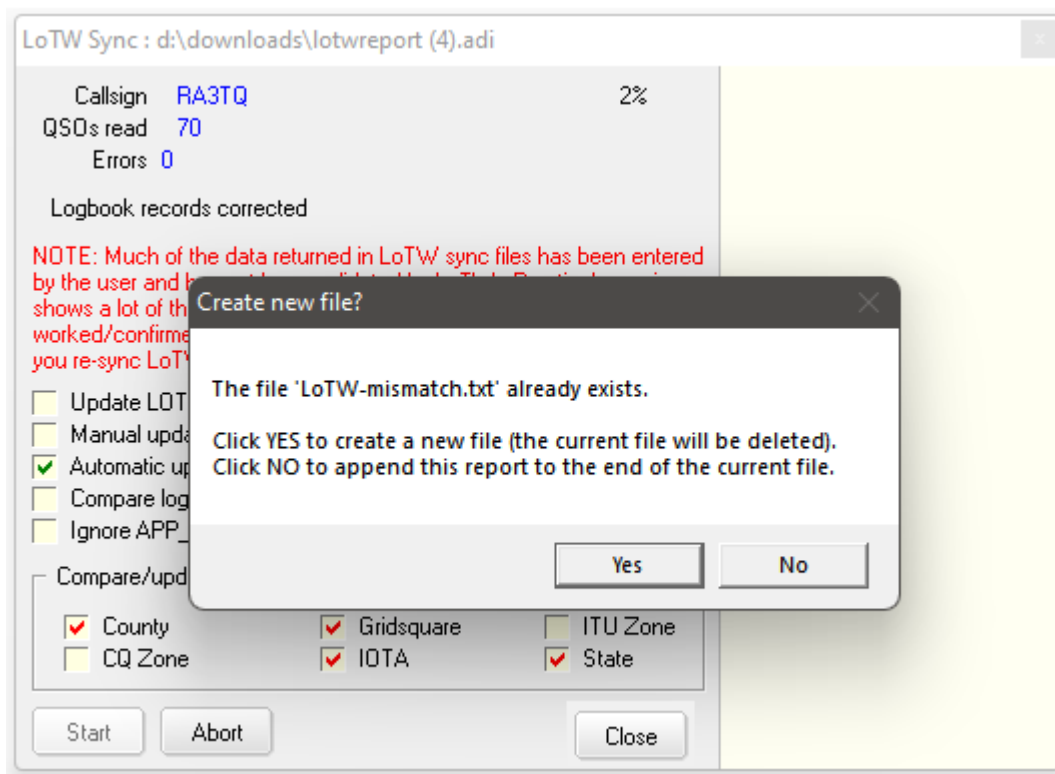 LoTW Sync : d:\downloads\lotwreport (4).adi
Callsign RA3TQ 2%
QSOs read 70
Errors 0
Logbook records corrected
NOTE: Much of the data returned in LoTW sync files has been entered
by the user and
shows a lot of th
worked/confirme
you re-sync LoT
Create new file?
The file 'LoTW-mismatch.txt' already exists.
Click YES to create a new file (the current file will be deleted).
Click NO to append this report to the end of the current file.
Yes No
Update LOT
Manual upda
Automatic up
Compare log
Ignore APP_
Compare/upd
County Gridsquare ITU Zone
CQ Zone IOTA State
Start Abort Close